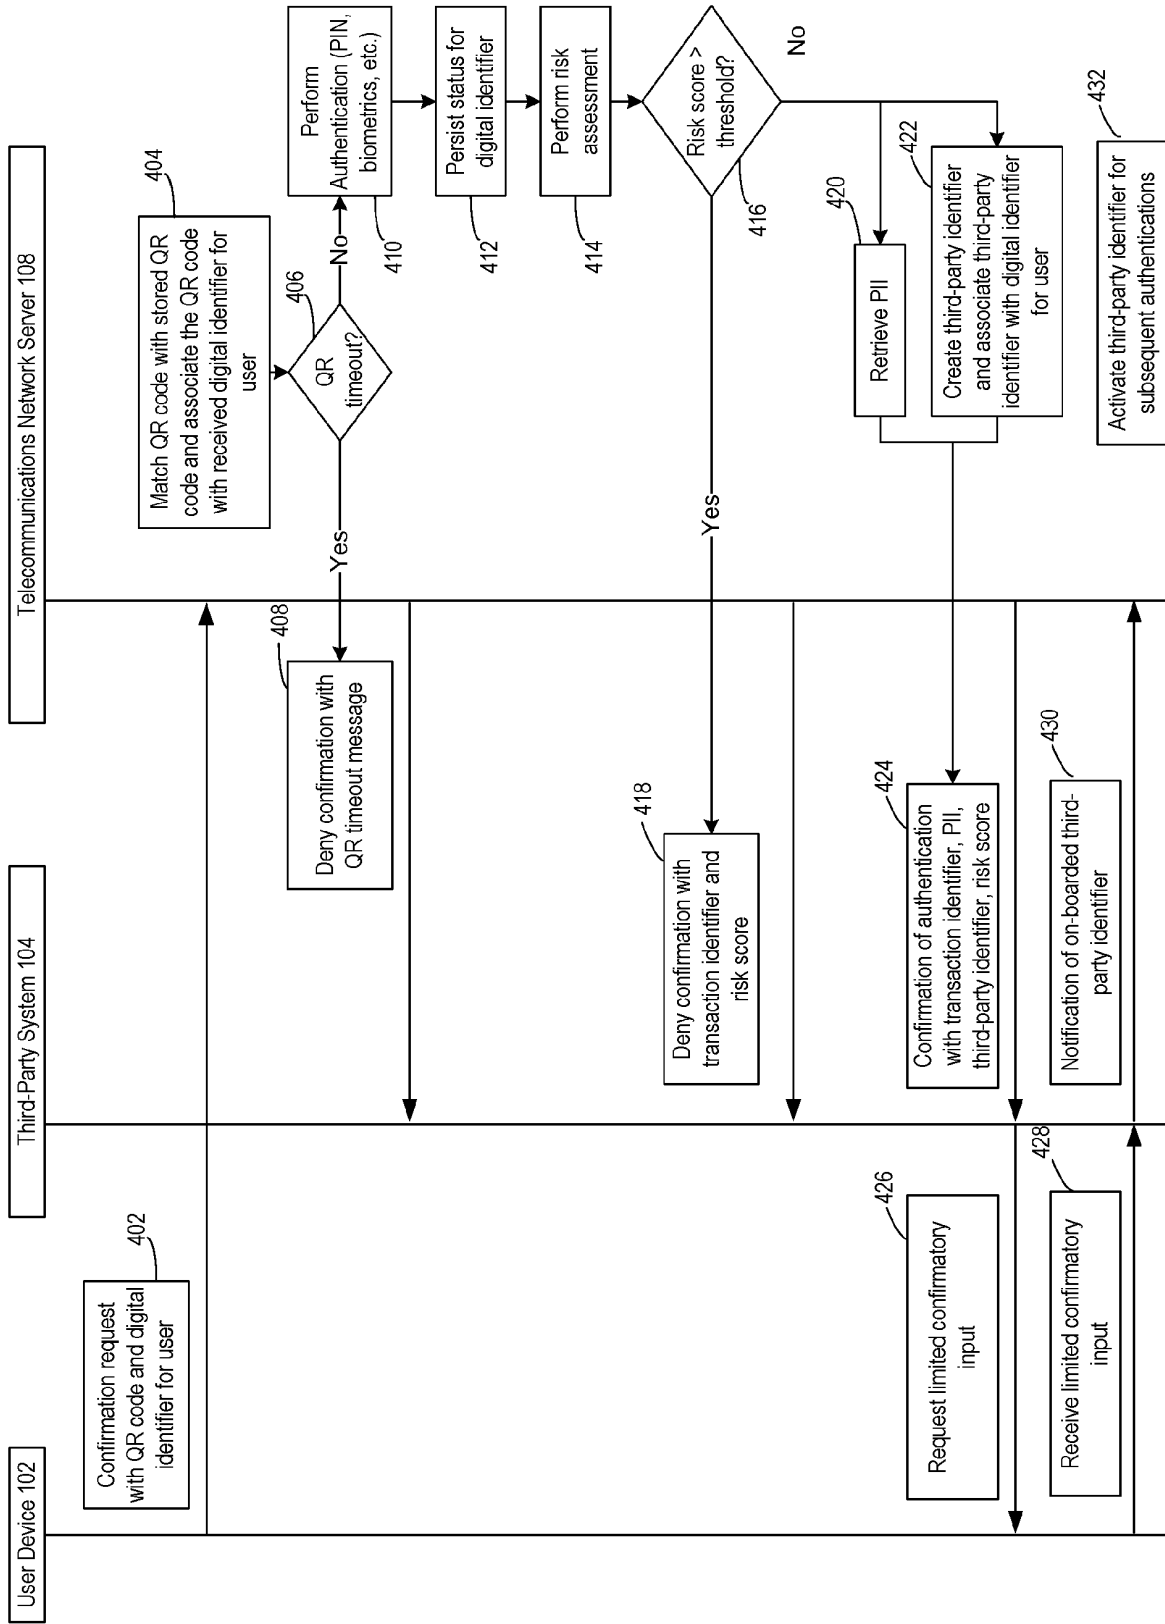 User Device 102
Third-Party System 104
Telecommunications Network Server 108
402
Confirmation request
with QR code and digital
identifier for user
404
Match QR code with stored QR
code and associate the QR code
with received digital identifier for
user
406
QR
timeout?
Yes
No
408
Deny confirmation with
QR timeout message
Perform
Authentication (PIN,
biometrics, etc.)
410
Persist status for
digital identifier
412
Perform risk
assessment
414
Risk score >
threshold?
416
Yes
No
418
Deny confirmation with
transaction identifier and
risk score
420
Retrieve PII
422
Create third-party identifier
and associate third-party
identifier with digital identifier
for user
424
Confirmation of authentication
with transaction identifier, PII,
third-party identifier, risk score
426
Request limited confirmatory
input
428
Receive limited confirmatory
input
430
Notification of on-boarded third-
party identifier
432
Activate third-party identifier for
subsequent authentications